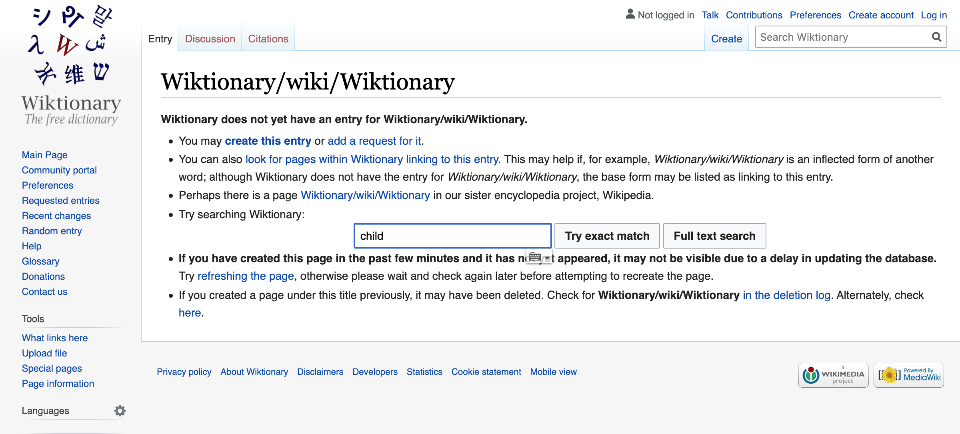 Not logged in Talk Contributions Preferences Create account Log in
Entry Discussion Citations Create Search Wiktionary
Wiktionary
The free dictionary
Main Page
Community portal
Preferences
Requested entries
Recent changes
Random entry
Help
Glossary
Donations
Contact us
Tools
What links here
Upload file
Special pages
Page information
Languages
Wiktionary/wiki/Wiktionary
Wiktionary does not yet have an entry for Wiktionary/wiki/Wiktionary.
You may create this entry or add a request for it.
You can also look for pages within Wiktionary linking to this entry. This may help if, for example, Wiktionary/wiki/Wiktionary is an inflected form of another
word; although Wiktionary does not have the entry for Wiktionary/wiki/Wiktionary, the base form may be listed as linking to this entry.
Perhaps there is a page Wiktionary/wiki/Wiktionary in our sister encyclopedia project, Wikipedia.
Try searching Wiktionary:
child Try exact match Full text search
If you have created this page in the past few minutes and it has appeared, it may not be visible due to a delay in updating the database.
Try refreshing the page, otherwise please wait and check again later before attempting to recreate the page.
If you created a page under this title previously, it may have been deleted. Check for Wiktionary/wiki/Wiktionary in the deletion log. Alternately, check
here.
Privacy policy About Wiktionary Disclaimers Developers Statistics Cookie statement Mobile view
A
WIKIMEDIA
project
Powered By
MediaWiki